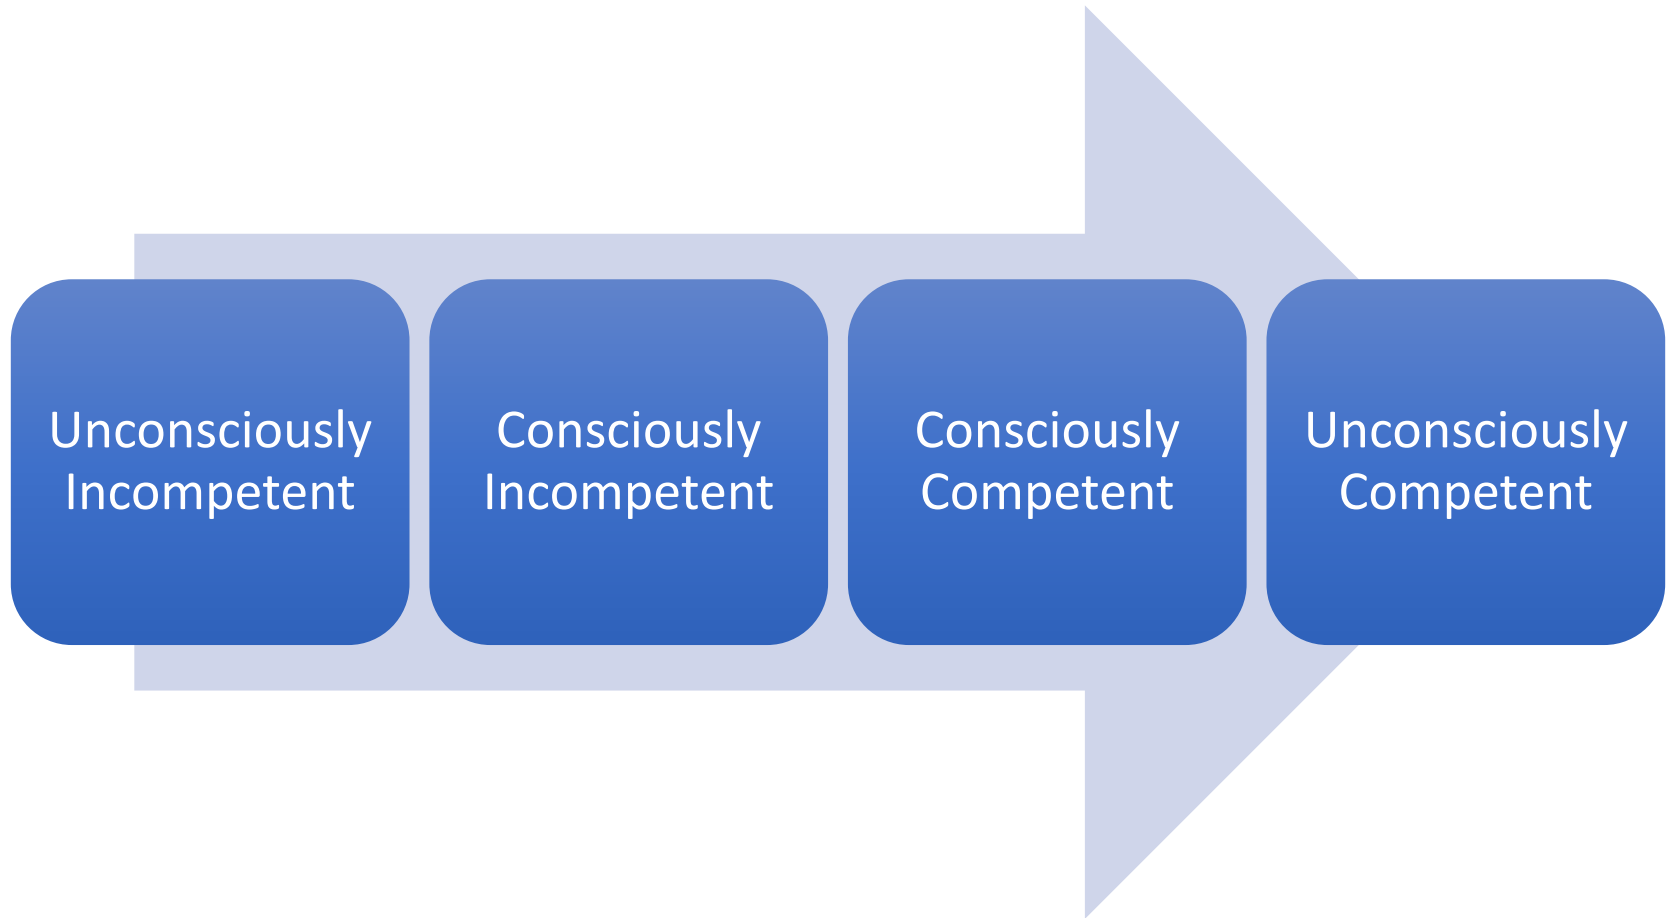 Unconsciously
Incompetent
Consciously
Incompetent
Consciously
Competent
Unconsciously
Competent